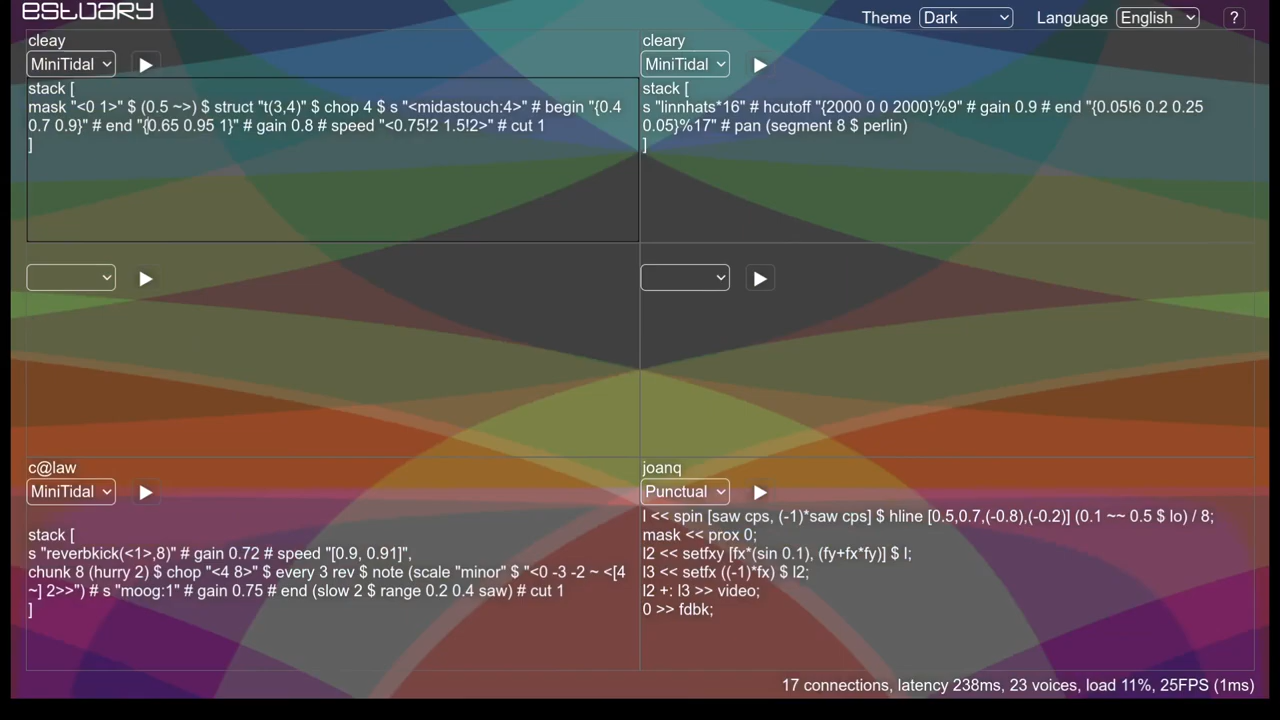 estuary
Theme Dark Language English ?
cleay
MiniTidal
stack [
mask "<0 1>" $ (0.5 ~>) $ struct "t(3,4)" $ chop 4 $ s "<midastouch:4>" # begin "{0.4
0.7 0.9}" # end "{0.65 0.95 1}" # gain 0.8 # speed "<0.75!2 1.5!2>" # cut 1
]
cleary
MiniTidal
stack [
s "linnhats*16" # hcutoff "{2000 0 0 2000}%9" # gain 0.9 # end "{0.05!6 0.2 0.25
0.05}%17" # pan (segment 8 $ perlin)
]
c@law
MiniTidal
stack [
s "reverbkick(<1>,8)" # gain 0.72 # speed "[0.9, 0.91]",
chunk 8 (hurry 2) $ chop "<4 8>" $ every 3 rev $ note (scale "minor" $ "<0 -3 -2 ~ <[4
~] 2>>") # s "moog:1" # gain 0.75 # end (slow 2 $ range 0.2 0.4 saw) # cut 1
]
joanq
Punctual
l << spin [saw cps, (-1)*saw cps] $ hline [0.5,0.7,(-0.8),(-0.2)] (0.1 ~~ 0.5 $ lo) / 8;
mask << prox 0;
l2 << setfxy [fx*(sin 0.1), (fy+fx*fy)] $ l;
l3 << setfx ((-1)*fx) $ l2;
l2 +: l3 >> video;
0 >> fdbk;
17 connections, latency 238ms, 23 voices, load 11%, 25FPS (1ms)